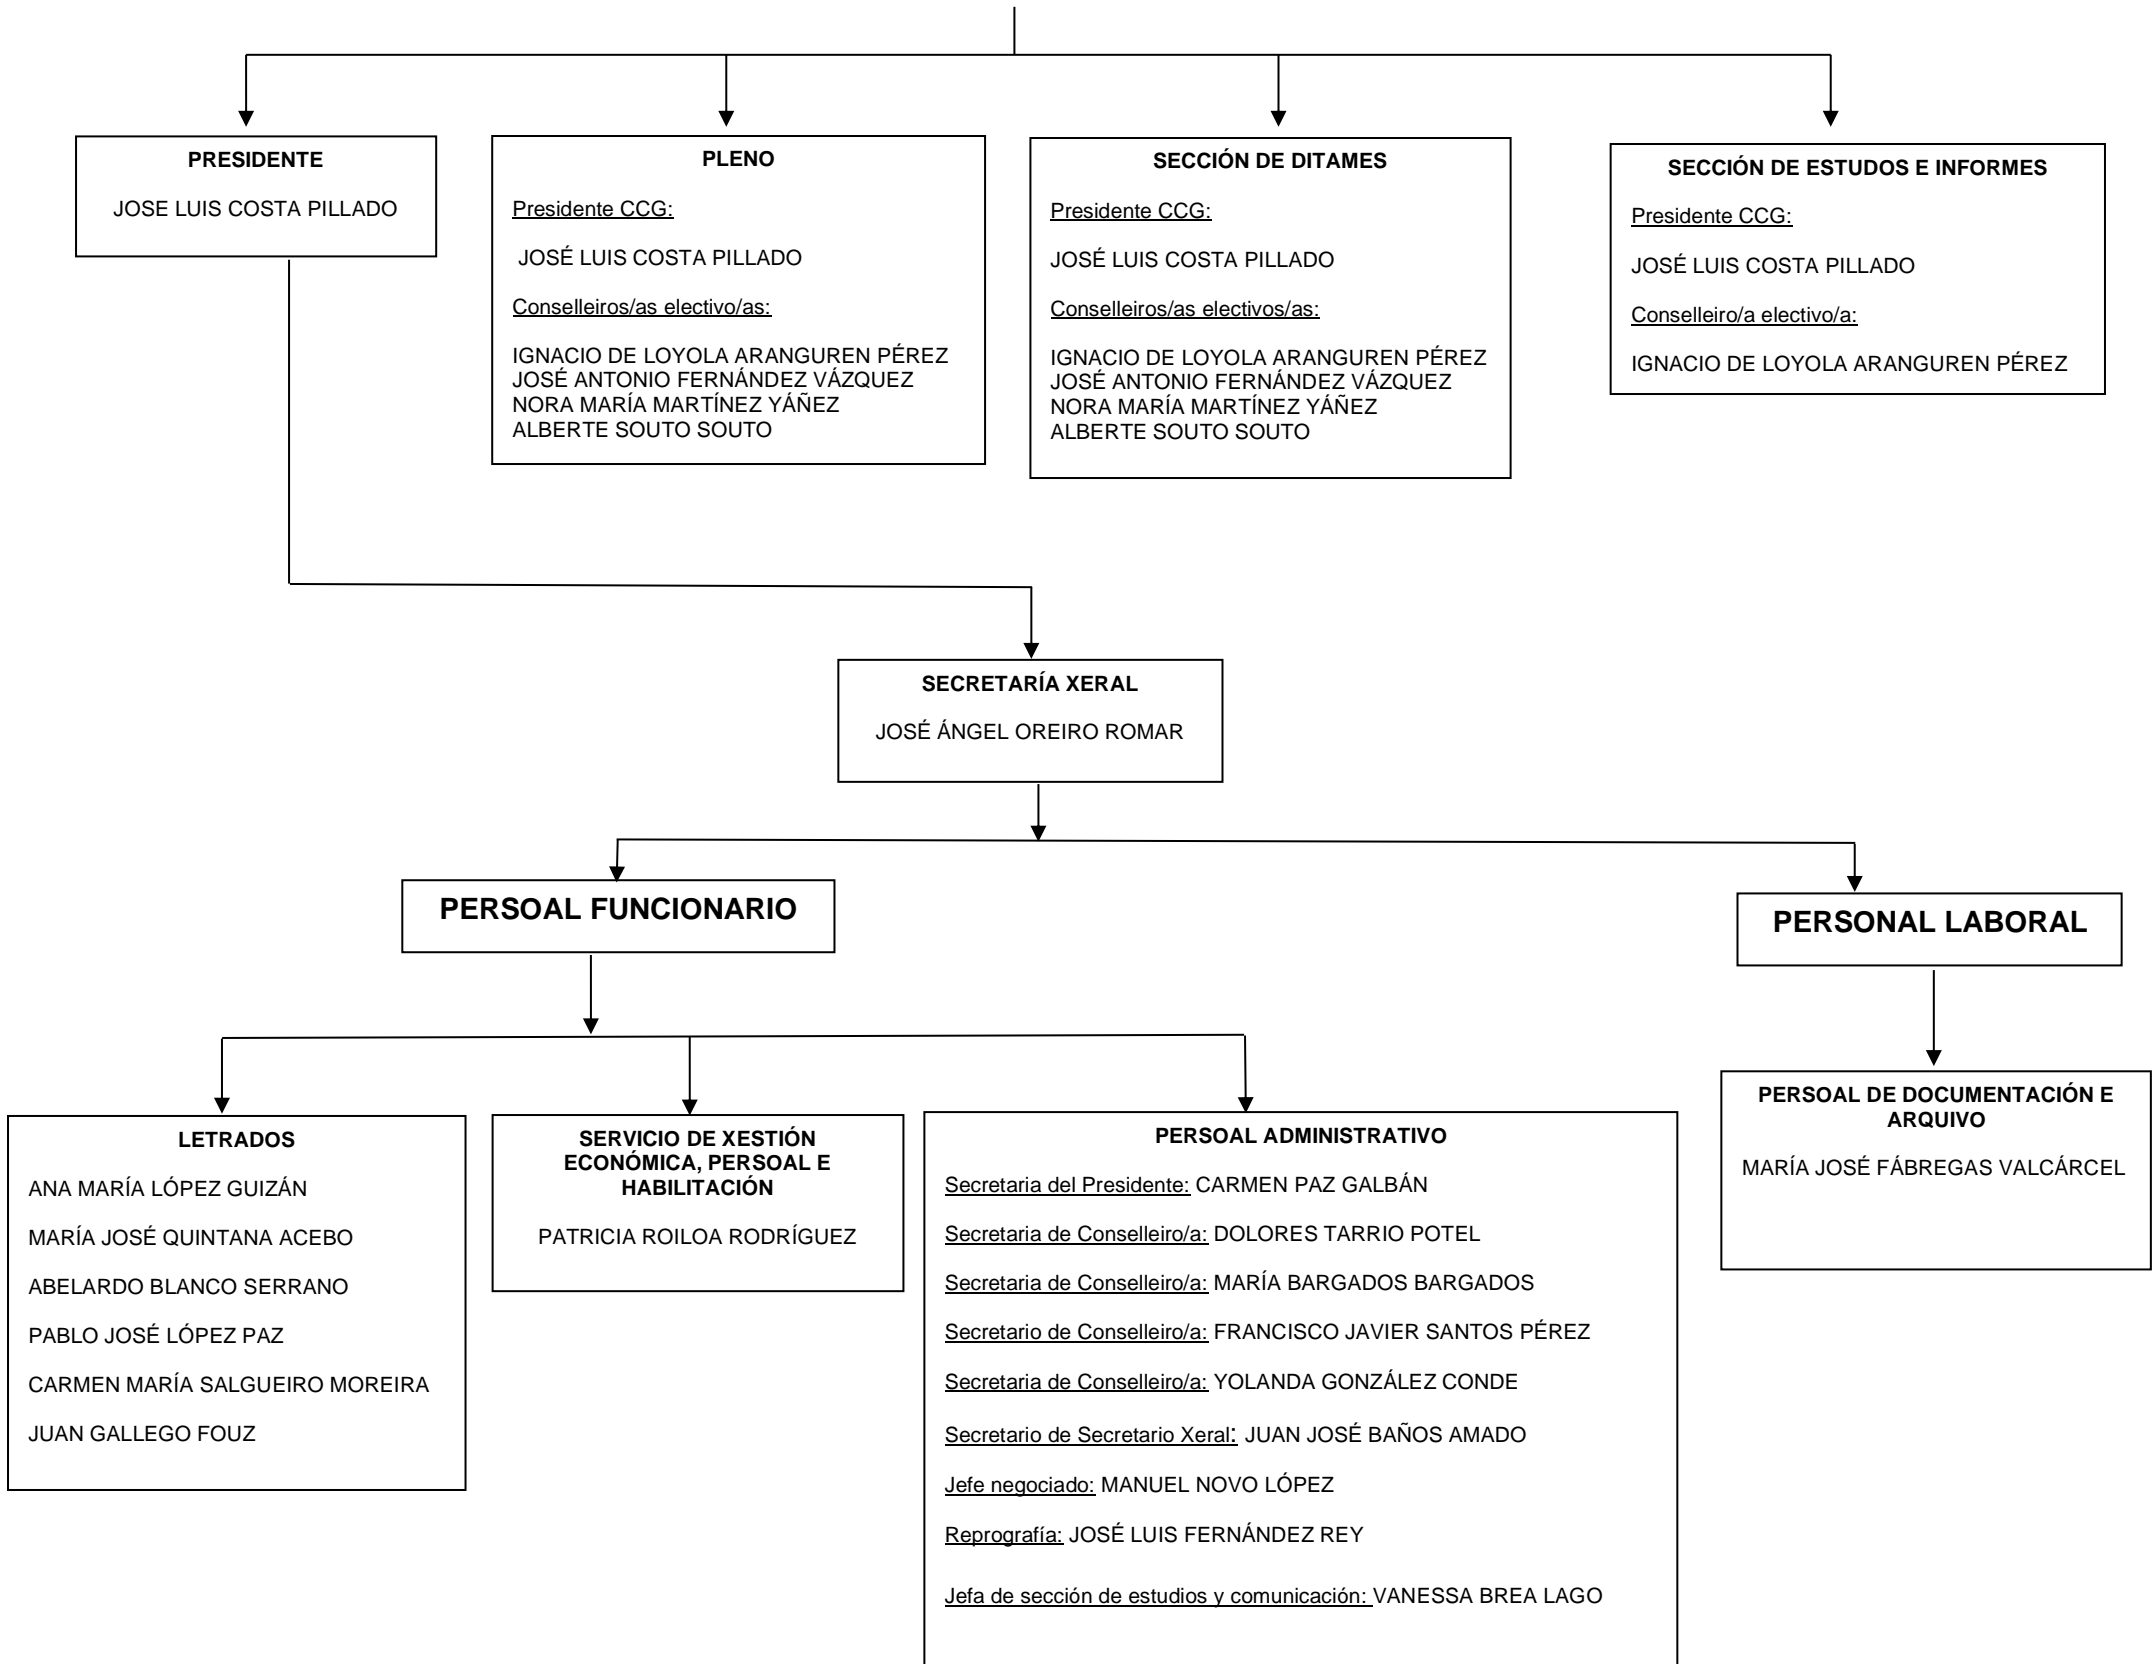 PRESIDENTE
JOSE LUIS COSTA PILLADO
PLENO
Presidente CCG:
JOSÉ LUIS COSTA PILLADO
Conselleiros/as electivo/as:
IGNACIO DE LOYOLA ARANGUREN PÉREZ
JOSÉ ANTONIO FERNÁNDEZ VÁZQUEZ
NORA MARÍA MARTÍNEZ YÁÑEZ
ALBERTE SOUTO SOUTO
SECCIÓN DE DITAMES
Presidente CCG:
JOSÉ LUIS COSTA PILLADO
Conselleiros/as electivos/as:
IGNACIO DE LOYOLA ARANGUREN PÉREZ
JOSÉ ANTONIO FERNÁNDEZ VÁZQUEZ
NORA MARÍA MARTÍNEZ YÁÑEZ
ALBERTE SOUTO SOUTO
SECCIÓN DE ESTUDOS E INFORMES
Presidente CCG:
JOSÉ LUIS COSTA PILLADO
Conselleiro/a electivo/a:
IGNACIO DE LOYOLA ARANGUREN PÉREZ
SECRETARÍA XERAL
JOSÉ ÁNGEL OREIRO ROMAR
PERSOAL FUNCIONARIO
PERSONAL LABORAL
LETRADOS
ANA MARÍA LÓPEZ GUIZÁN
MARÍA JOSÉ QUINTANA ACEBO
ABELARDO BLANCO SERRANO
PABLO JOSÉ LÓPEZ PAZ
CARMEN MARÍA SALGUEIRO MOREIRA
JUAN GALLEGO FOUZ
SERVICIO DE XESTIÓN
ECONÓMICA, PERSOAL E
HABILITACIÓN
PATRICIA ROILOA RODRÍGUEZ
PERSOAL ADMINISTRATIVO
Secretaria del Presidente: CARMEN PAZ GALBÁN
Secretaria de Conselleiro/a: DOLORES TARRIO POTEL
Secretaria de Conselleiro/a: MARÍA BARGADOS BARGADOS
Secretario de Conselleiro/a: FRANCISCO JAVIER SANTOS PÉREZ
Secretaria de Conselleiro/a: YOLANDA GONZÁLEZ CONDE
Secretario de Secretario Xeral: JUAN JOSÉ BAÑOS AMADO
Jefe negociado: MANUEL NOVO LÓPEZ
Reprografía: JOSÉ LUIS FERNÁNDEZ REY
Jefa de sección de estudios y comunicación: VANESSA BREA LAGO
PERSOAL DE DOCUMENTACIÓN E
ARQUIVO
MARÍA JOSÉ FÁBREGAS VALCÁRCEL